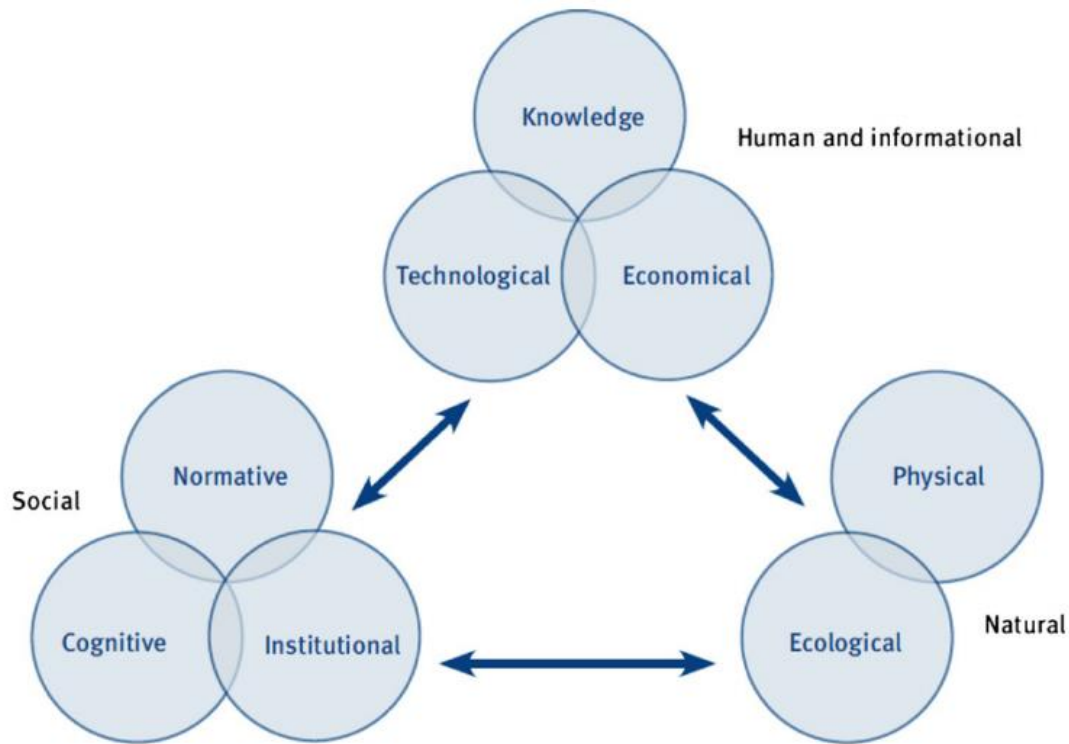 Knowledge
Human and informational
Technological
Economical
Normative
Physical
Social
Cognitive
Institutional
Ecological
Natural